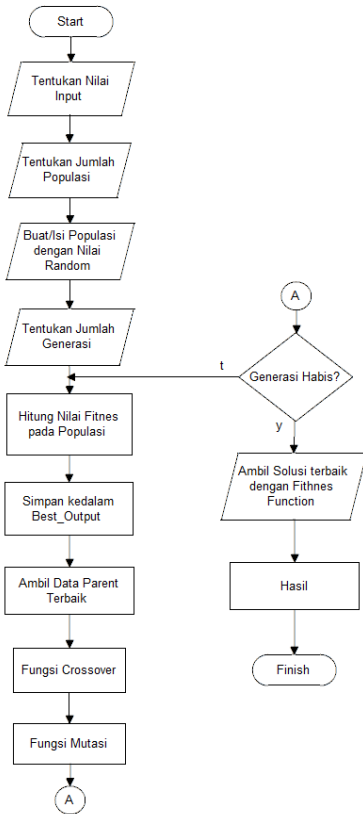 Start
Tentukan Nilai
Input
Tentukan Jumlah
Populasi
Buat/Isi Populasi
dengan Nilai
Random
Tentukan Jumlah
Generasi
Hitung Nilai Fitnes
pada Populasi
Simpan kedalam
Best_Output
Ambil Data Parent
Terbaik
Fungsi Crossover
Fungsi Mutasi
A
A
Generasi Habis?
t
y
Ambil Solusi terbaik
dengan Fithnes
Function
Hasil
Finish